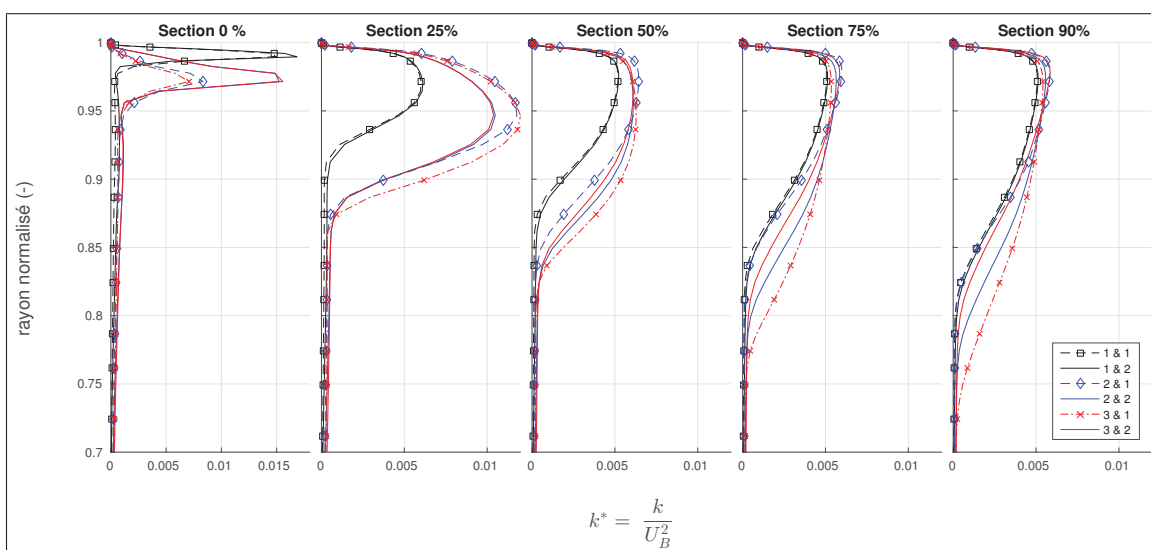 Section 0 %
Section 25%
Section 50%
Section 75%
Section 90%
rayon normalisé (-)
1
0.95
0.9
0.85
0.8
0.75
0.7
0 0.005 0.01 0.015
0 0.005 0.01
0 0.005 0.01
0 0.005 0.01
0 0.005 0.01
1 & 1
1 & 2
2 & 1
2 & 2
3 & 1
3 & 2
k* = k / U_B^2